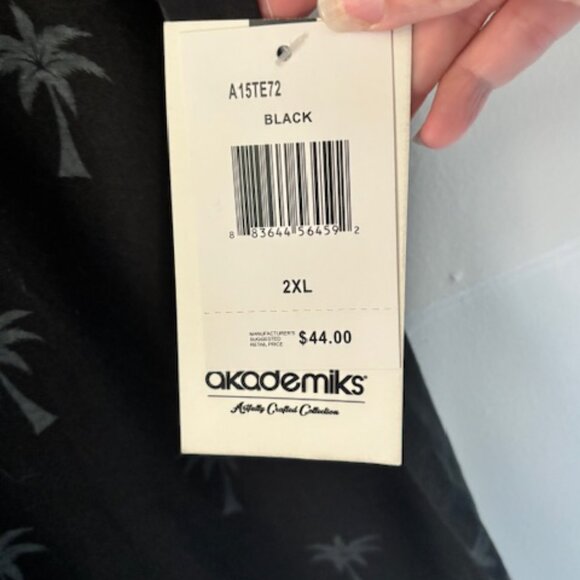 A15TE72
BLACK
8 83644 56459 2
2XL
MANUFACTURER'S
SUGGESTED
RETAIL PRICE
$44.00
akademiks
Artfully Crafted Collection